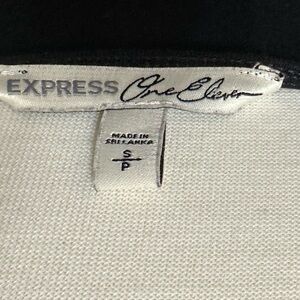 EXPRESS One Eleven
MADE IN
SRI LANKA
S
P